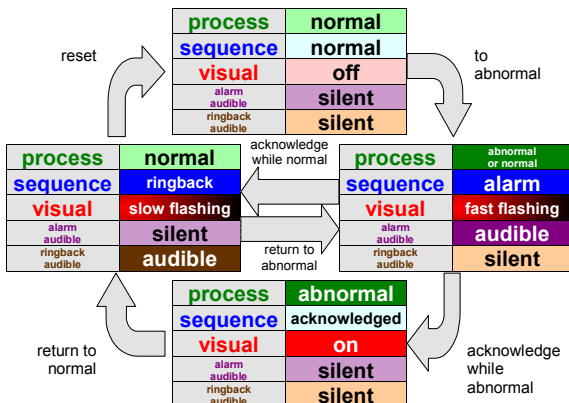 process normal
sequence normal
visual off
alarm audible silent
ringback audible silent
reset
to
abnormal
process normal
sequence ringback
visual slow flashing
alarm audible silent
ringback audible audible
acknowledge
while normal
return to
abnormal
process abnormal or normal
sequence alarm
visual fast flashing
alarm audible audible
ringback audible silent
process abnormal
sequence acknowledged
visual on
alarm audible silent
ringback audible silent
return to
normal
acknowledge
while
abnormal